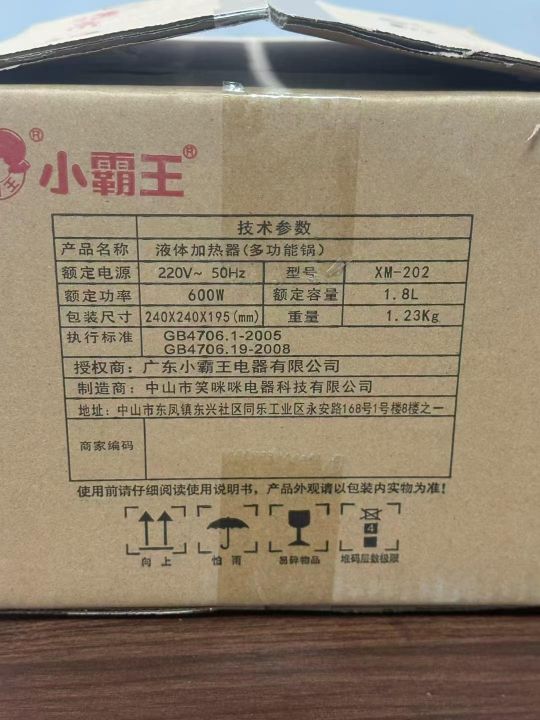 小霸王®
技术参数
产品名称 液体加热器(多功能锅)
额定电源 220V~ 50Hz 型号 XM-202
额定功率 600W 额定容量 1.8L
包装尺寸 240X240X195(mm) 重量 1.23Kg
执行标准 GB4706.1-2005
GB4706.19-2008
授权商：广东小霸王电器有限公司
制造商：中山市笑咪咪电器科技有限公司
地址：中山市东凤镇东兴社区同乐工业区永安路168号1号楼8楼之一
商家编码
使用前请仔细阅读使用说明书，产品外观请以包装内实物为准！
4
向上 怕雨 易碎物品 堆码层数极限